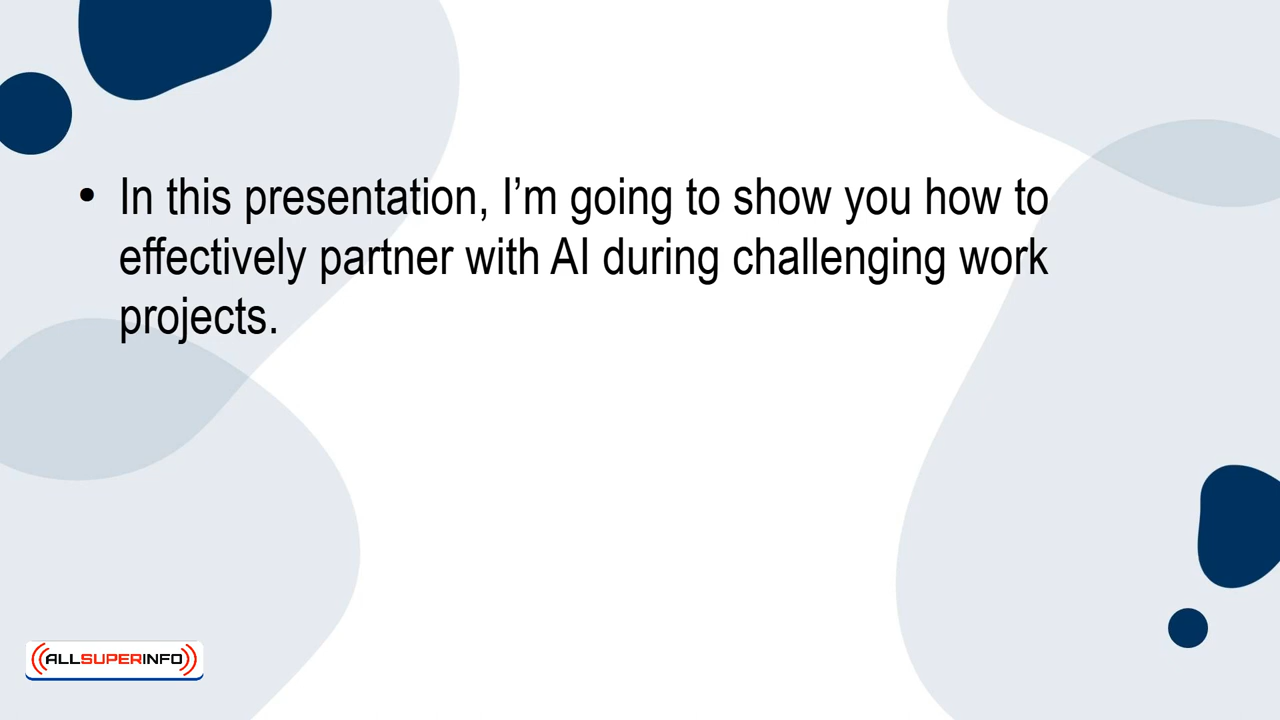 • In this presentation, I’m going to show you how to
effectively partner with AI during challenging work
projects.
ALLSUPERINFO